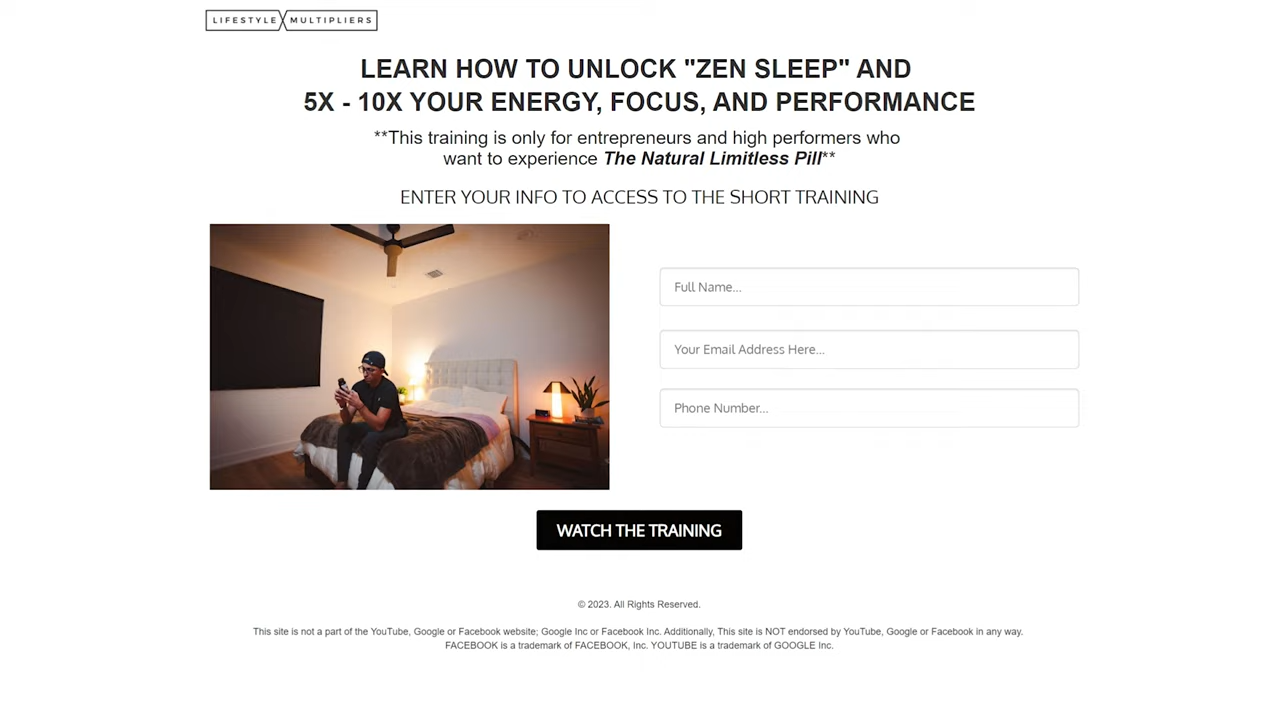 LIFESTYLE MULTIPLIERS
LEARN HOW TO UNLOCK "ZEN SLEEP" AND
5X - 10X YOUR ENERGY, FOCUS, AND PERFORMANCE
**This training is only for entrepreneurs and high performers who
want to experience The Natural Limitless Pill**
ENTER YOUR INFO TO ACCESS TO THE SHORT TRAINING
Full Name...
Your Email Address Here...
Phone Number...
WATCH THE TRAINING
© 2023. All Rights Reserved.
This site is not a part of the YouTube, Google or Facebook website; Google Inc or Facebook Inc. Additionally, This site is NOT endorsed by YouTube, Google or Facebook in any way.
FACEBOOK is a trademark of FACEBOOK, Inc. YOUTUBE is a trademark of GOOGLE Inc.